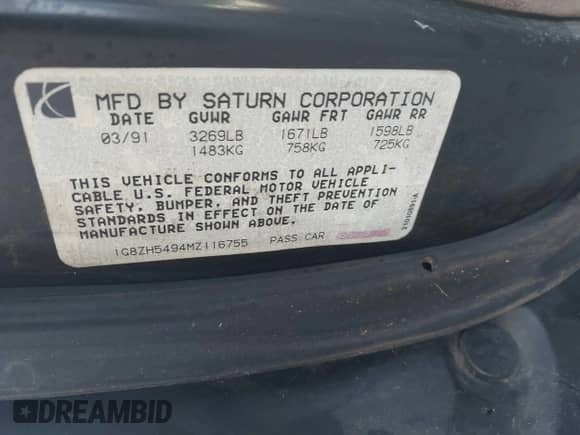 MFD BY SATURN CORPORATION
DATE GVWR GAWR FRT GAWR RR
03/91 3269LB 1671LB 1598LB
1483KG 758KG 725KG
THIS VEHICLE CONFORMS TO ALL APPLI-
CABLE U.S. FEDERAL MOTOR VEHICLE
SAFETY, BUMPER, AND THEFT PREVENTION
STANDARDS IN EFFECT ON THE DATE OF
MANUFACTURE SHOWN ABOVE.
1G8ZH5494MZ116755 PASS CAR
DREAMBID